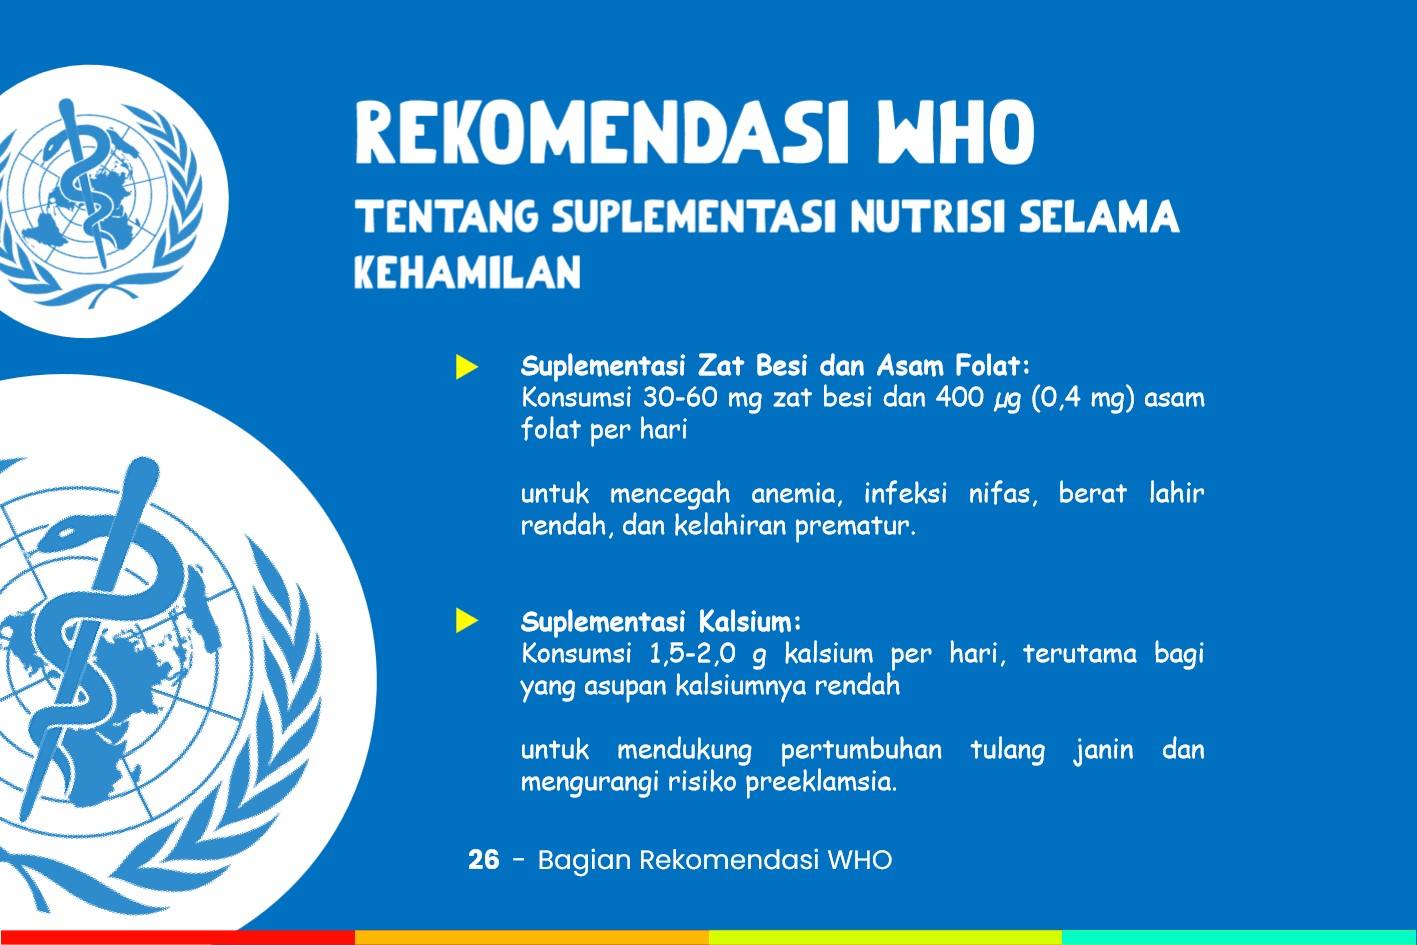 REKOMENDASI WHO
TENTANG SUPLEMENTASI NUTRISI SELAMA
KEHAMILAN
Suplementasi Zat Besi dan Asam Folat:
Konsumsi 30-60 mg zat besi dan 400 µg (0,4 mg) asam
folat per hari
untuk mencegah anemia, infeksi nifas, berat lahir
rendah, dan kelahiran prematur.
Suplementasi Kalsium:
Konsumsi 1,5-2,0 g kalsium per hari, terutama bagi
yang asupan kalsiumnya rendah
untuk mendukung pertumbuhan tulang janin dan
mengurangi risiko preeklamsia.
26 - Bagian Rekomendasi WHO